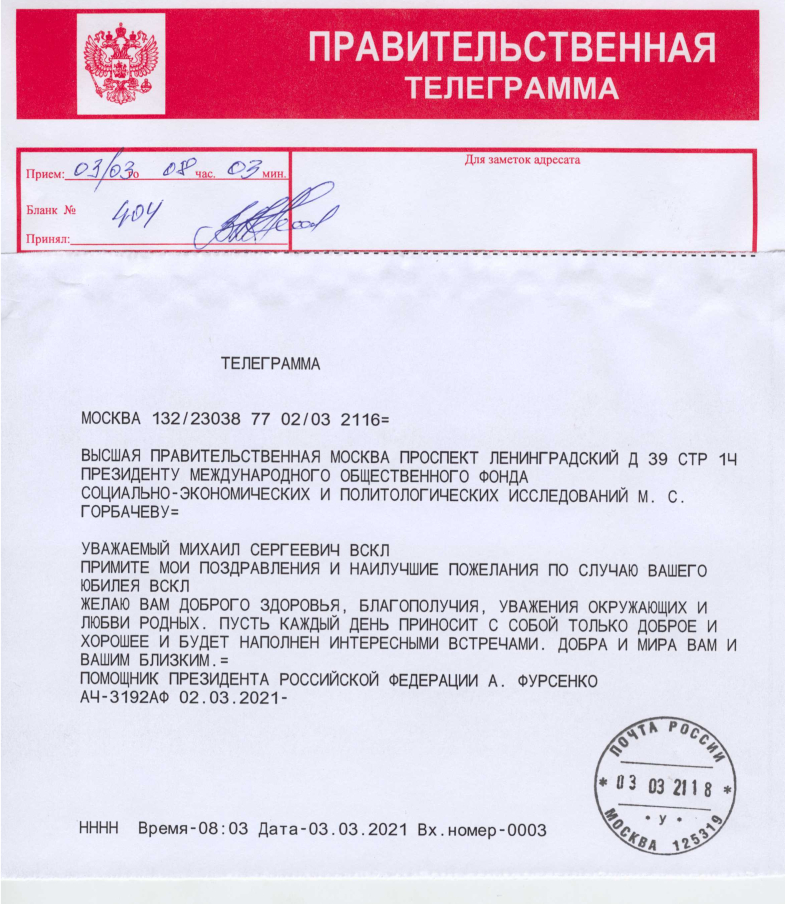 ПРАВИТЕЛЬСТВЕННАЯ
ТЕЛЕГРАММА
Прием: 03/03 го 08 час. 03 мин.
Для заметок адресата
Бланк № 404
Принял:
ТЕЛЕГРАММА
МОСКВА 132/23038 77 02/03 2116=
ВЫСШАЯ ПРАВИТЕЛЬСТВЕННАЯ МОСКВА ПРОСПЕКТ ЛЕНИНГРАДСКИЙ Д 39 СТР 14
ПРЕЗИДЕНТУ МЕЖДУНАРОДНОГО ОБЩЕСТВЕННОГО ФОНДА
СОЦИАЛЬНО-ЭКОНОМИЧЕСКИХ И ПОЛИТОЛОГИЧЕСКИХ ИССЛЕДОВАНИЙ М. С.
ГОРБАЧЕВУ=
УВАЖАЕМЫЙ МИХАИЛ СЕРГЕЕВИЧ ВСКЛ
ПРИМИТЕ МОИ ПОЗДРАВЛЕНИЯ И НАИЛУЧШИЕ ПОЖЕЛАНИЯ ПО СЛУЧАЮ ВАШЕГО
ЮБИЛЕЯ ВСКЛ
ЖЕЛАЮ ВАМ ДОБРОГО ЗДОРОВЬЯ, БЛАГОПОЛУЧИЯ, УВАЖЕНИЯ ОКРУЖАЮЩИХ И
ЛЮБВИ РОДНЫХ. ПУСТЬ КАЖДЫЙ ДЕНЬ ПРИНОСИТ С СОБОЙ ТОЛЬКО ДОБРОЕ И
ХОРОШЕЕ И БУДЕТ НАПОЛНЕН ИНТЕРЕСНЫМИ ВСТРЕЧАМИ. ДОБРА И МИРА ВАМ И
ВАШИМ БЛИЗКИМ.=
ПОМОЩНИК ПРЕЗИДЕНТА РОССИЙСКОЙ ФЕДЕРАЦИИ А. ФУРСЕНКО
АЧ-3192АФ 02.03.2021-
ПОЧТА РОССИИ
* 03 03 2118 *
• У •
МОСКВА 125319
НННН Время-08:03 Дата-03.03.2021 Вх.номер-0003